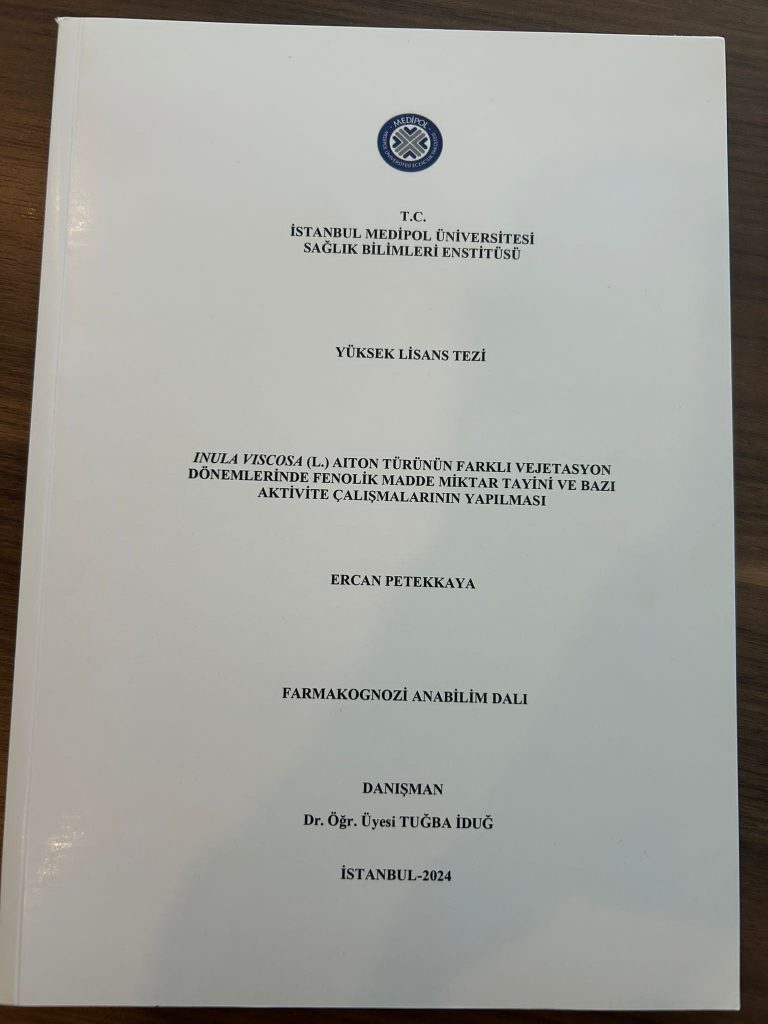 MEDİPOL
T.C.
İSTANBUL MEDİPOL ÜNİVERSİTESİ
SAĞLIK BİLİMLERİ ENSTİTÜSÜ
YÜKSEK LİSANS TEZİ
INULA VISCOSA (L.) AITON TÜRÜNÜN FARKLI VEJETASYON
DÖNEMLERİNDE FENOLİK MADDE MİKTAR TAYİNİ VE BAZI
AKTİVİTE ÇALIŞMALARININ YAPILMASI
ERCAN PETEKKAYA
FARMAKOGNOZİ ANABİLİM DALI
DANIŞMAN
Dr. Öğr. Üyesi TUĞBA İDUĞ
İSTANBUL-2024